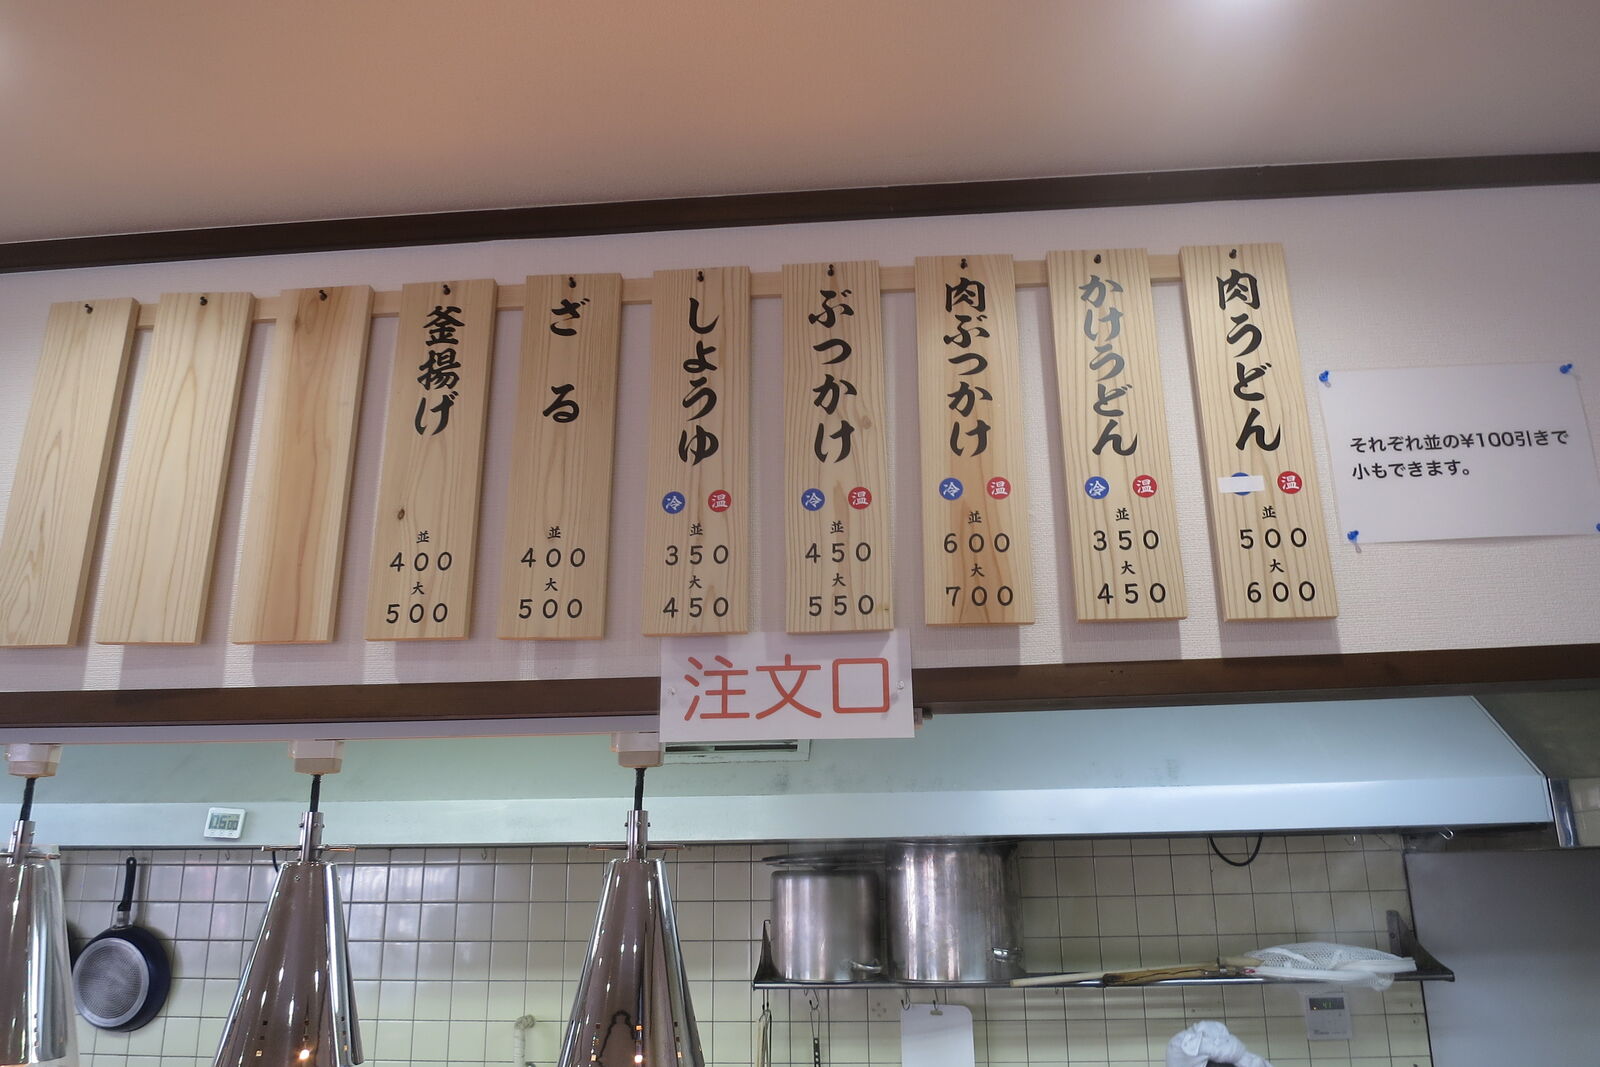 肉うどん
温
並
500
大
600
かけうどん
冷 温
並
350
大
450
肉ぶっかけ
冷 温
並
600
大
700
ぶっかけ
冷 温
並
450
大
550
しょうゆ
冷 温
並
350
大
450
ざる
並
400
大
500
釜揚げ
並
400
大
500
それぞれ並の¥100引きで
小もできます。
注文口